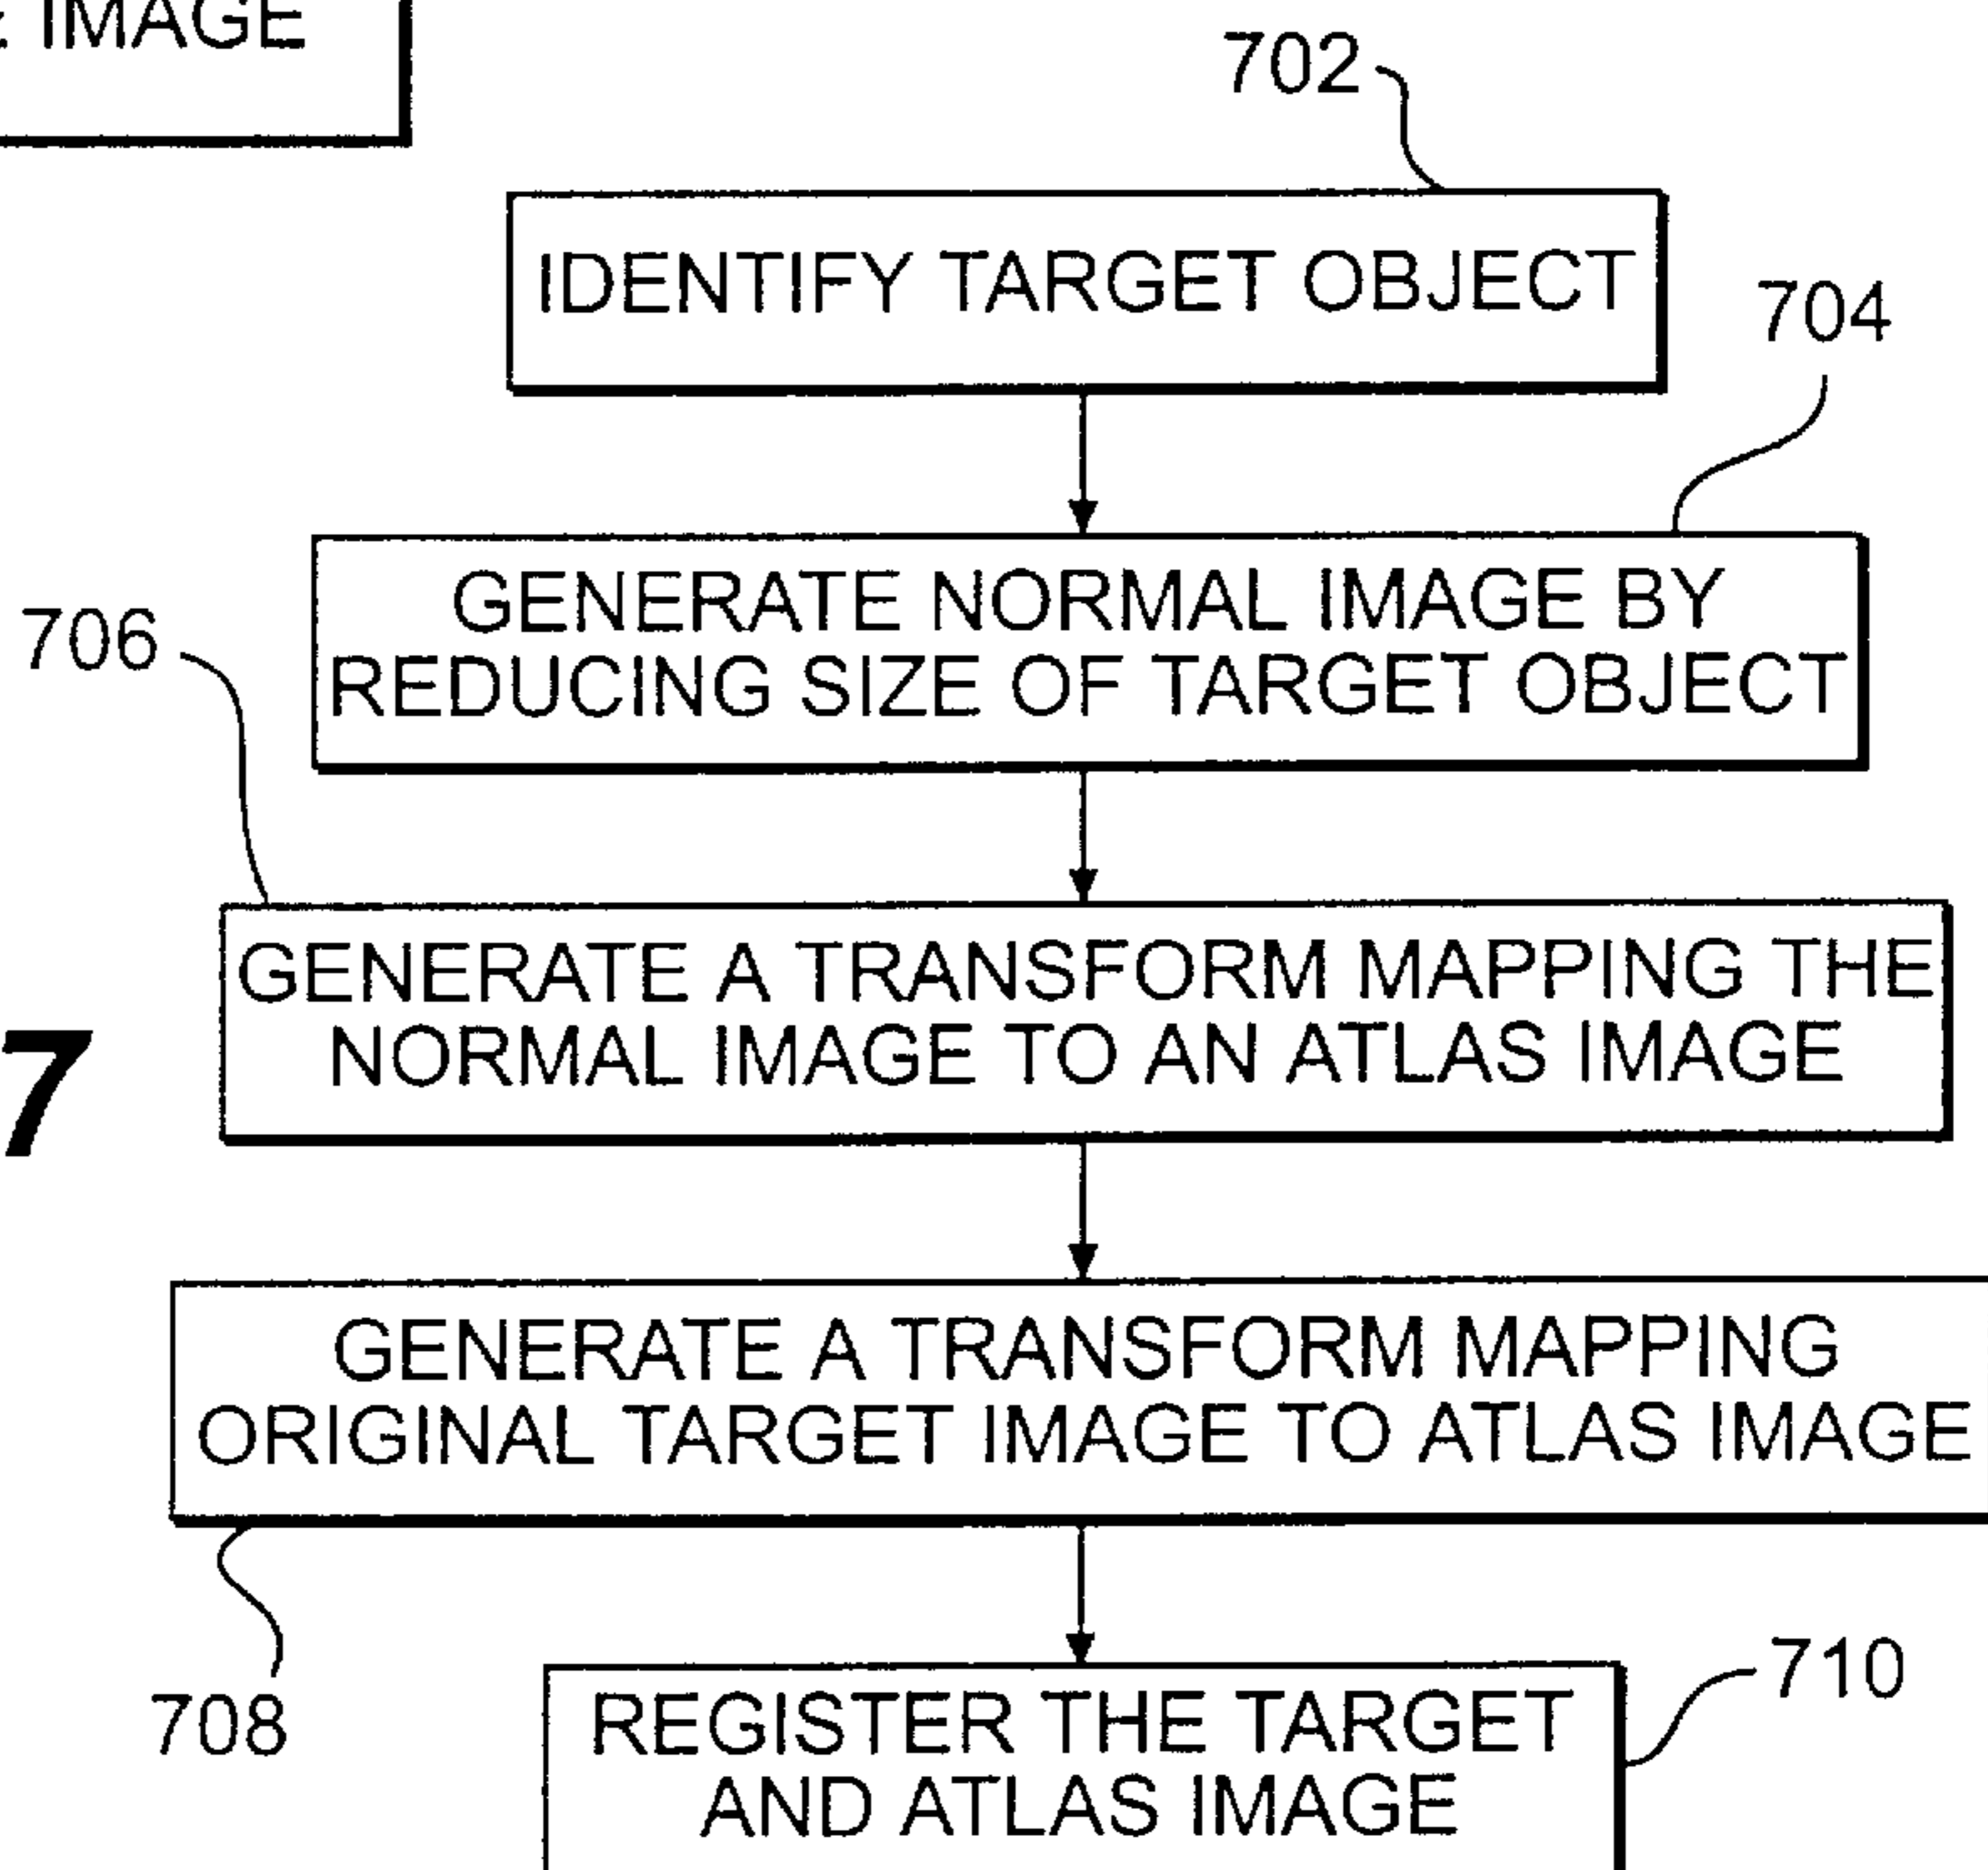 IMAGE
702
IDENTIFY TARGET OBJECT
704
GENERATE NORMAL IMAGE BY
REDUCING SIZE OF TARGET OBJECT
706
GENERATE A TRANSFORM MAPPING THE
NORMAL IMAGE TO AN ATLAS IMAGE
7
GENERATE A TRANSFORM MAPPING
ORIGINAL TARGET IMAGE TO ATLAS IMAGE
708
REGISTER THE TARGET
AND ATLAS IMAGE
710